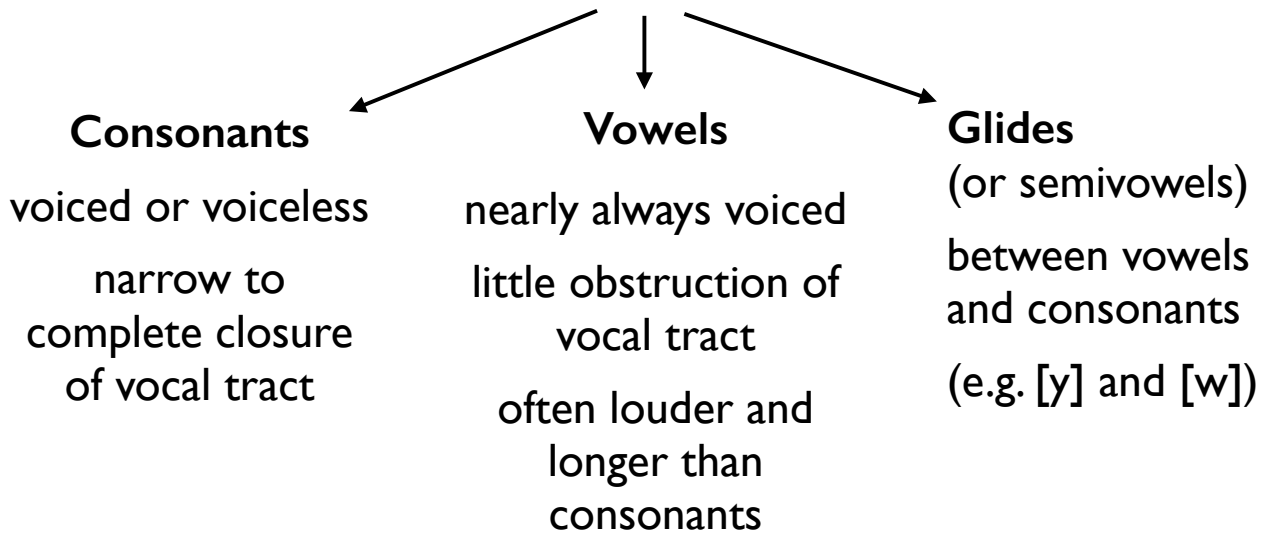 Consonants
voiced or voiceless
narrow to
complete closure
of vocal tract
Vowels
nearly always voiced
little obstruction of
vocal tract
often louder and
longer than
consonants
Glides
(or semivowels)
between vowels
and consonants
(e.g. [y] and [w])